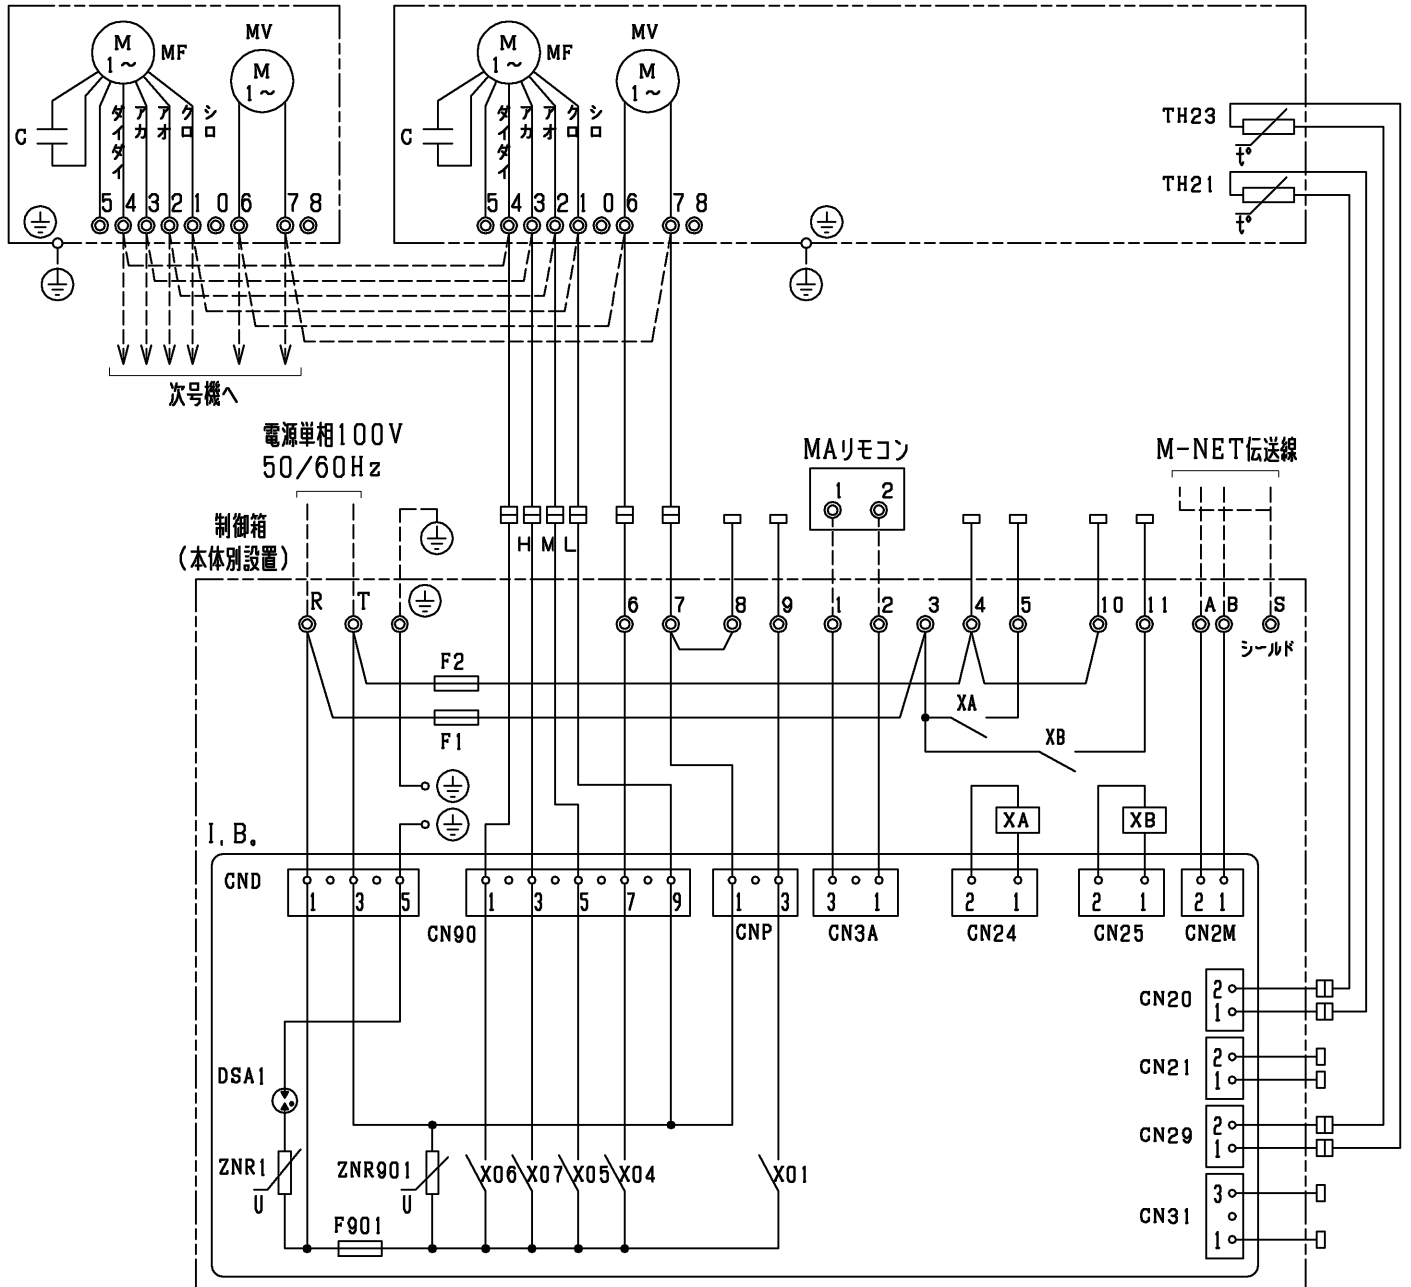 M
1～
MF
MV
M
1～
C
ダイダイ
アカ
アオ
クロ
シロ
5 4 3 2 1 0 6 7 8
M
1～
MF
MV
M
1～
C
ダイダイ
アカ
アオ
クロ
シロ
5 4 3 2 1 0 6 7 8
TH23
t°
TH21
t°
次号機へ
電源単相100V
50/60Hz
MAリモコン
1 2
M-NET伝送線
制御箱
(本体別設置)
H M L
R T
6 7 8 9 1 2 3 4 5 10 11 A B S
シールド
F2
F1
XA
XB
XA
XB
I.B.
CND
1 3 5
CN90
1 3 5 7 9
CNP
1 3
CN3A
3 1
CN24
2 1
CN25
2 1
CN2M
2 1
CN20
2
1
CN21
2
1
CN29
2
1
CN31
3
1
DSA1
ZNR1
U
ZNR901
U
F901
X06 X07 X05 X04 X01